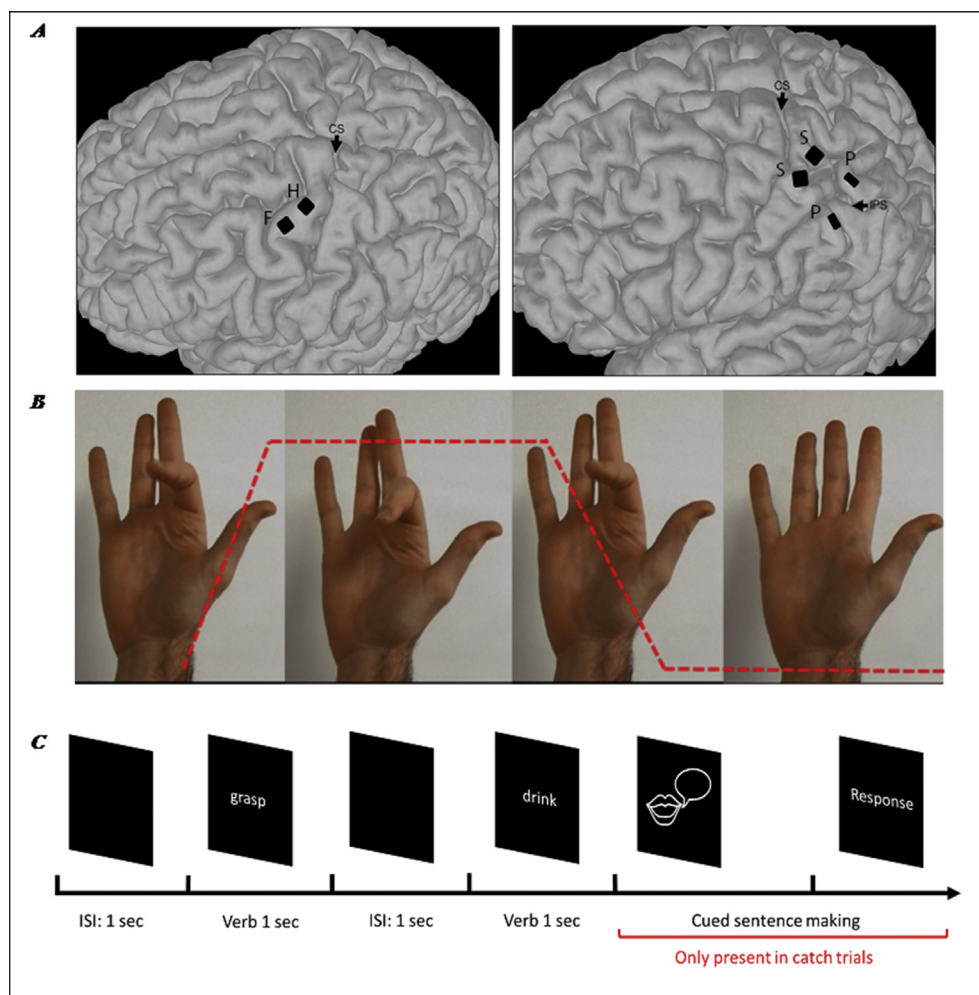 A
CS
H
F
CS
S
S
P
IPS
P
B
C
grasp
drink
Response
ISI: 1 sec
Verb 1 sec
ISI: 1 sec
Verb 1 sec
Cued sentence making
Only present in catch trials